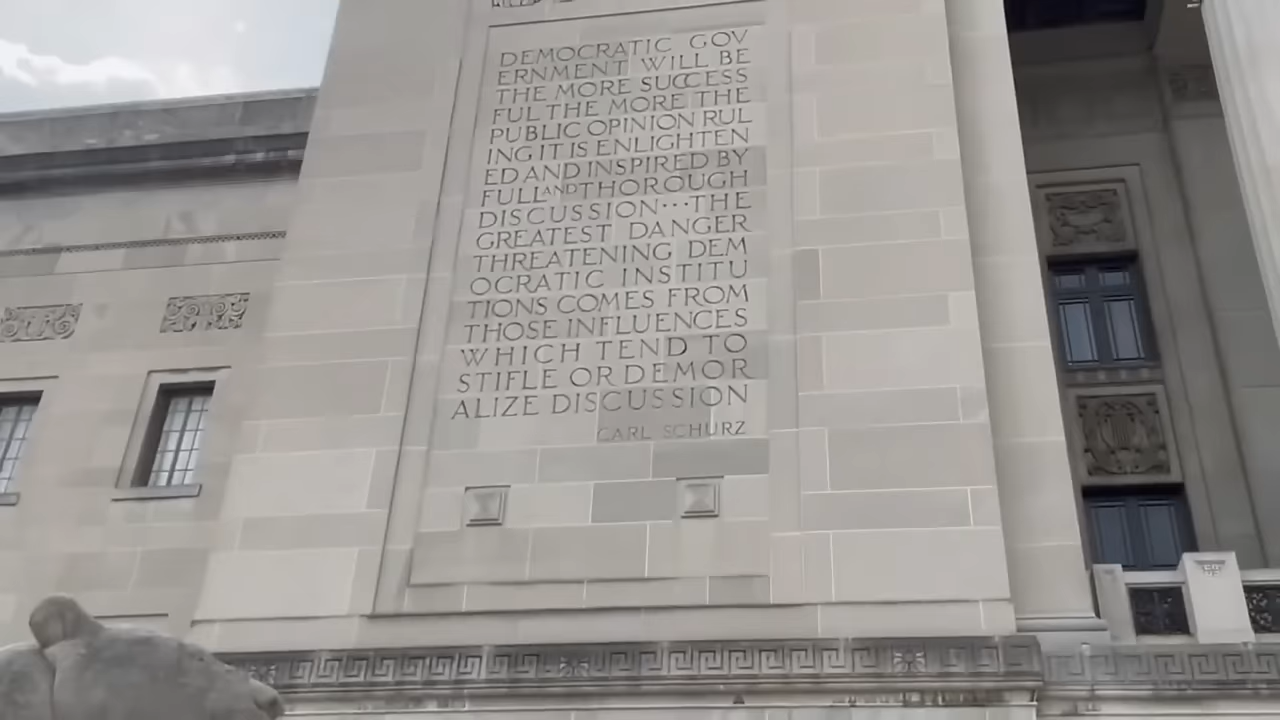 DEMOCRATIC GOV
ERNMENT WILL BE
THE MORE SUCCESS
FUL THE MORE THE
PUBLIC OPINION RUL
ING IT IS ENLIGHTEN
ED AND INSPIRED BY
FULL AND THOROUGH
DISCUSSION···THE
GREATEST DANGER
THREATENING DEM
OCRATIC INSTITU
TIONS COMES FROM
THOSE INFLUENCES
WHICH TEND TO
STIFLE OR DEMOR
ALIZE DISCUSSION
CARL SCHURZ